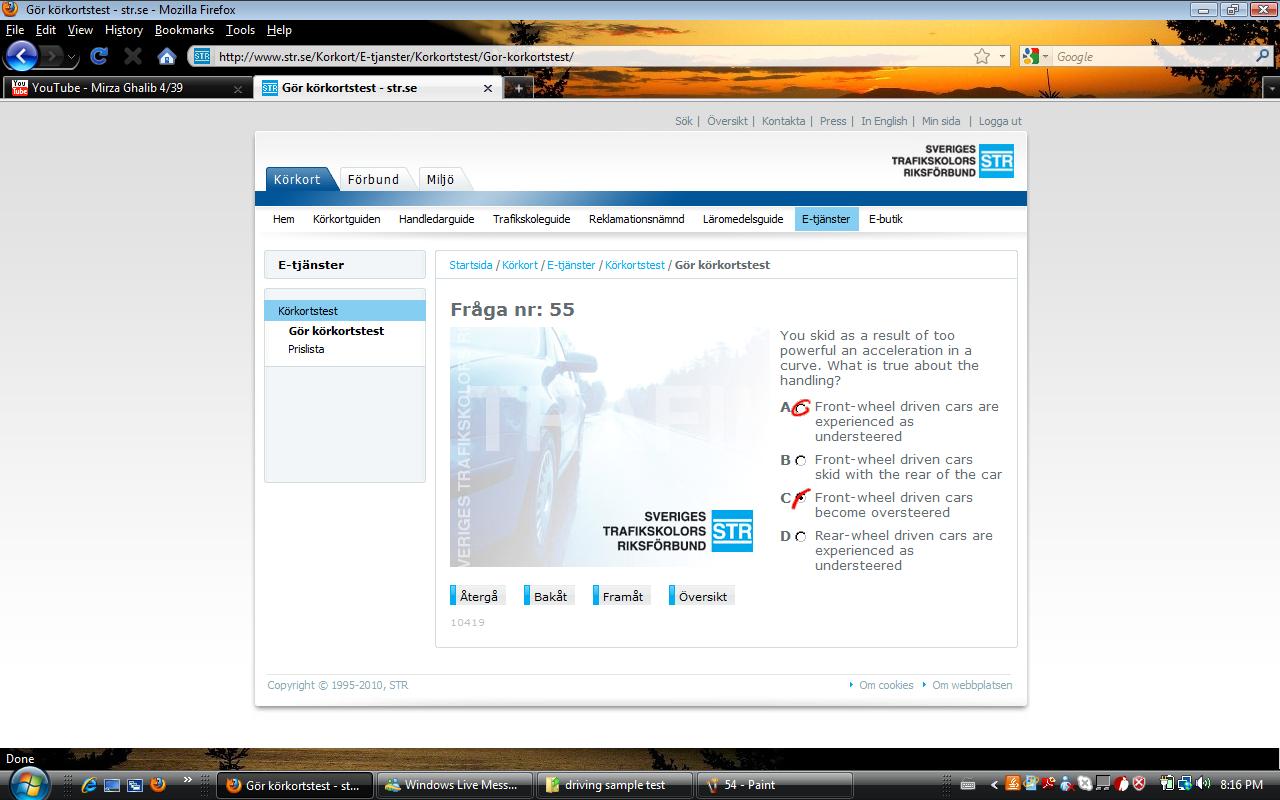 Gör körkortstest - str.se - Mozilla Firefox
File Edit View History Bookmarks Tools Help
STR http://www.str.se/Korkort/E-tjanster/Korkortstest/Gor-korkortstest/
Google
YouTube - Mirza Ghalib 4/39
STR Gör körkortstest - str.se
Sök | Översikt | Kontakta | Press | In English | Min sida | Logga ut
SVERIGES
TRAFIKSKOLORS STR
RIKSFÖRBUND
Körkort Förbund Miljö
Hem Körkortguiden Handledarguide Trafikskoleguide Reklamationsnämnd Läromedelsguide E-tjänster E-butik
E-tjänster
Körkortstest
Gör körkortstest
Prislista
Startsida / Körkort / E-tjänster / Körkortstest / Gör körkortstest
Fråga nr: 55
SVERIGES
TRAFIKSKOLORS STR
RIKSFÖRBUND
You skid as a result of too
powerful an acceleration in a
curve. What is true about the
handling?
A Front-wheel driven cars are
experienced as
understeered
B Front-wheel driven cars
skid with the rear of the car
C Front-wheel driven cars
become oversteered
D Rear-wheel driven cars are
experienced as
understeered
Återgå Bakåt Framåt Översikt
10419
Copyright © 1995-2010, STR
Om cookies Om webbplatsen
Done
Gör körkortstest - st... Windows Live Mess... driving sample test 54 - Paint 8:16 PM